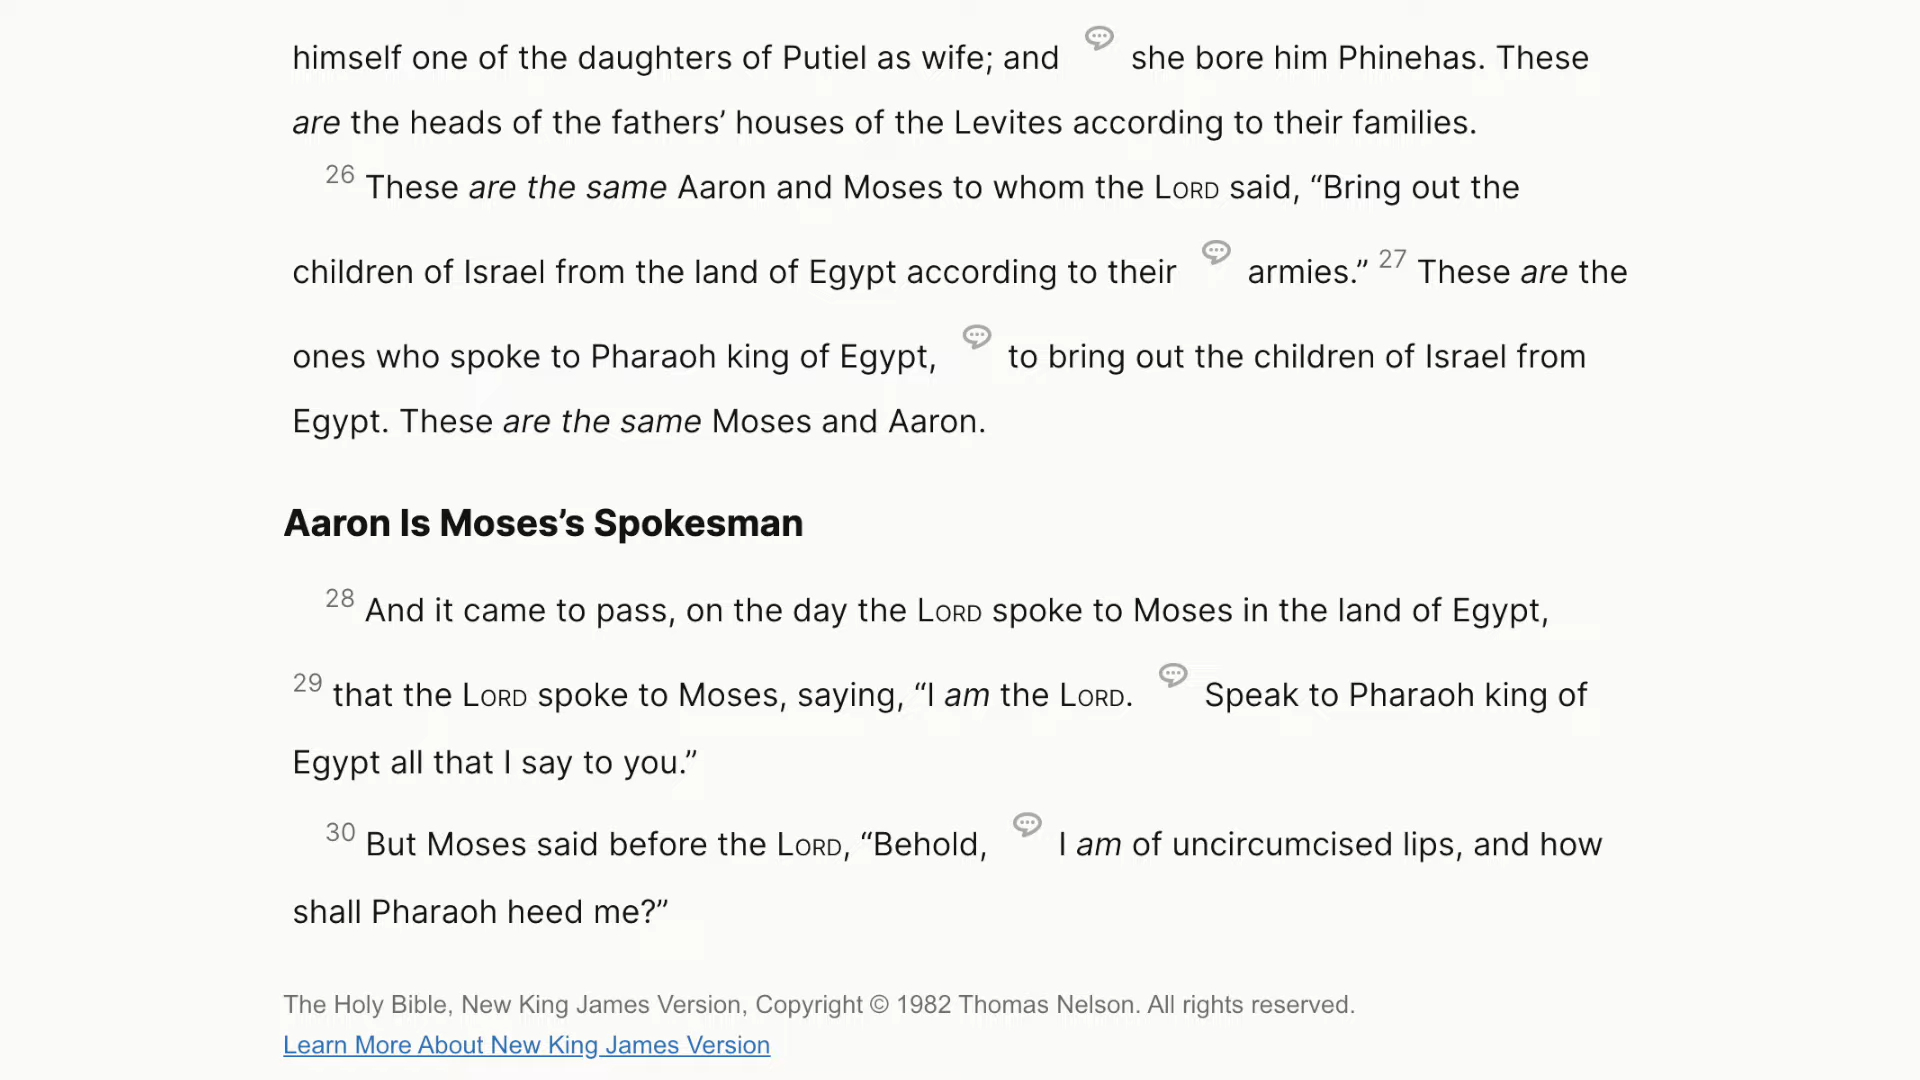 himself one of the daughters of Putiel as wife; and she bore him Phinehas. These
are the heads of the fathers’ houses of the Levites according to their families.
26 These are the same Aaron and Moses to whom the LORD said, “Bring out the
children of Israel from the land of Egypt according to their armies.” 27 These are the
ones who spoke to Pharaoh king of Egypt, to bring out the children of Israel from
Egypt. These are the same Moses and Aaron.
Aaron Is Moses’s Spokesman
28 And it came to pass, on the day the LORD spoke to Moses in the land of Egypt,
29 that the LORD spoke to Moses, saying, “I am the LORD. Speak to Pharaoh king of
Egypt all that I say to you.”
30 But Moses said before the LORD, “Behold, I am of uncircumcised lips, and how
shall Pharaoh heed me?”
The Holy Bible, New King James Version, Copyright © 1982 Thomas Nelson. All rights reserved.
Learn More About New King James Version